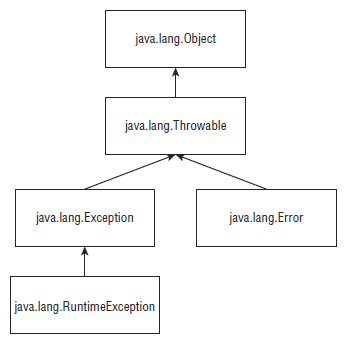 java.lang.Object
java.lang.Throwable
java.lang.Exception
java.lang.Error
java.lang.RuntimeException